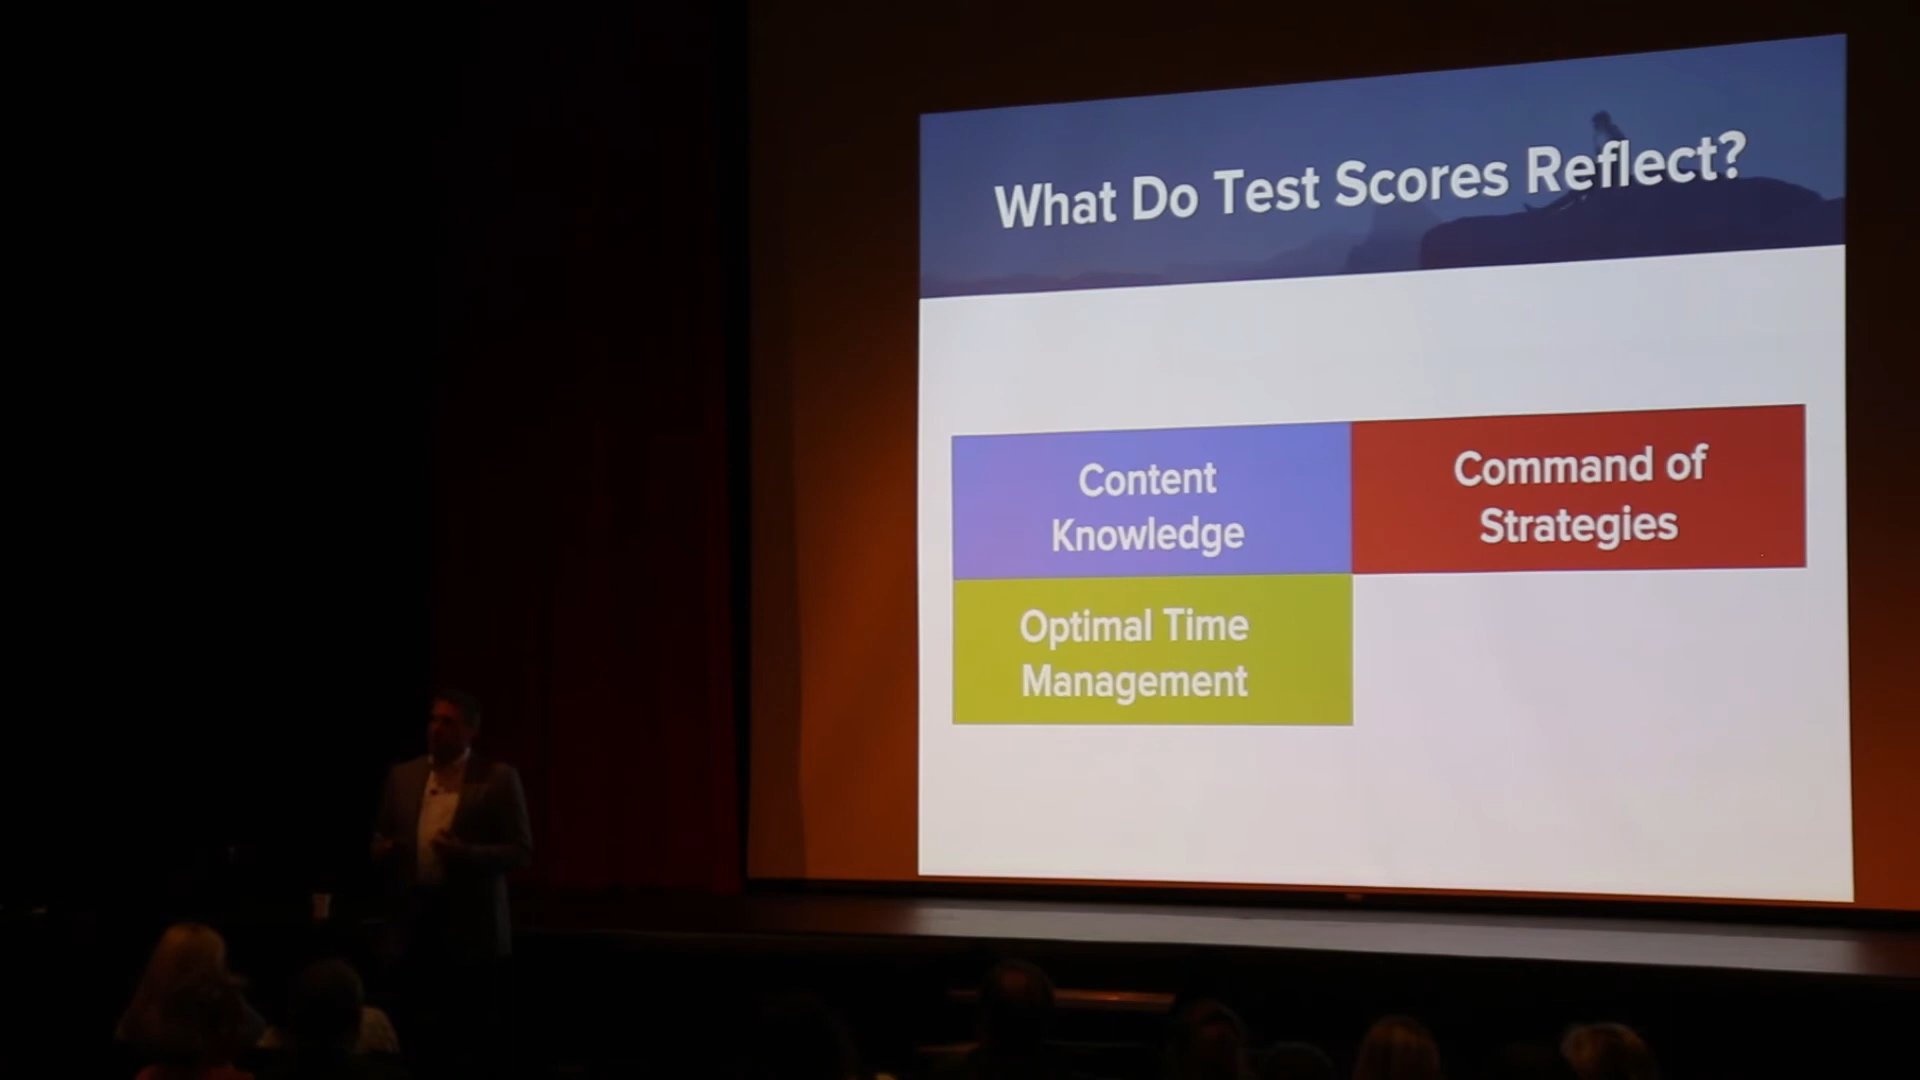 What Do Test Scores Reflect?
Content
Knowledge
Command of
Strategies
Optimal Time
Management